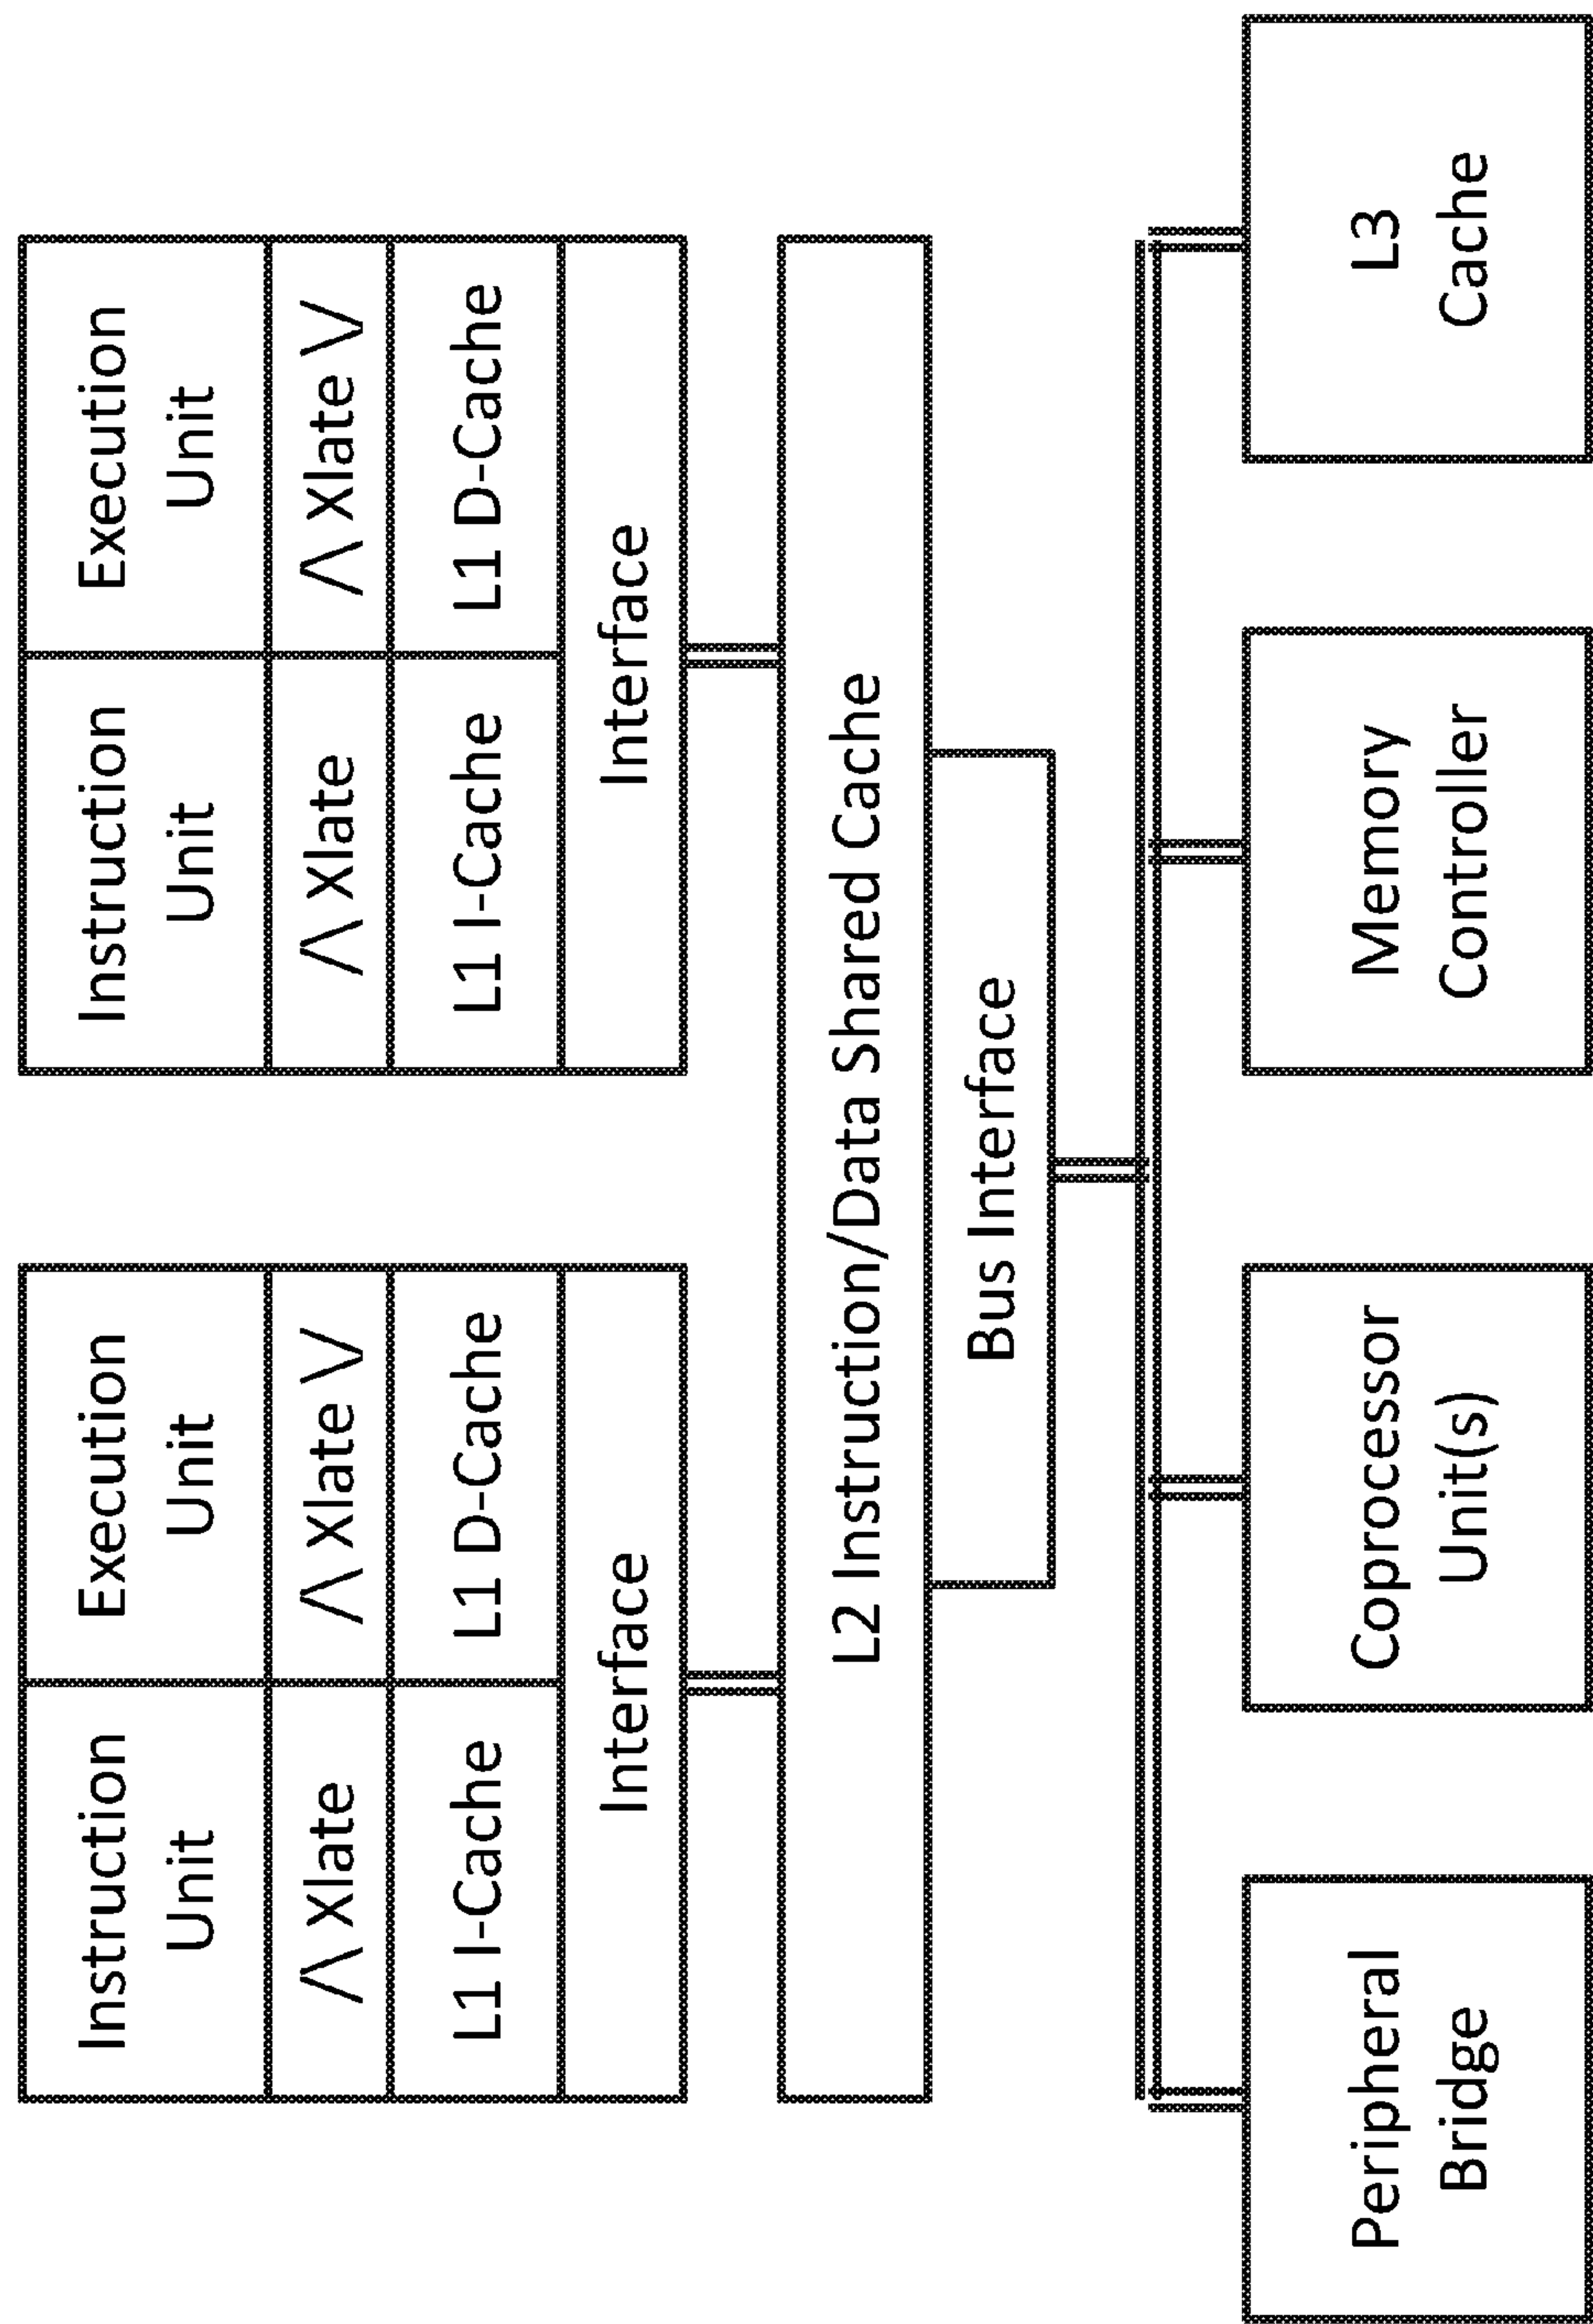 Instruction
Unit
Execution
Unit
/\ Xlate
/\ Xlate \/
L1 I-Cache
L1 D-Cache
Interface
Instruction
Unit
Execution
Unit
/\ Xlate
/\ Xlate \/
L1 I-Cache
L1 D-Cache
Interface
L2 Instruction/Data Shared Cache
Bus Interface
Peripheral
Bridge
Coprocessor
Unit(s)
Memory
Controller
L3
Cache